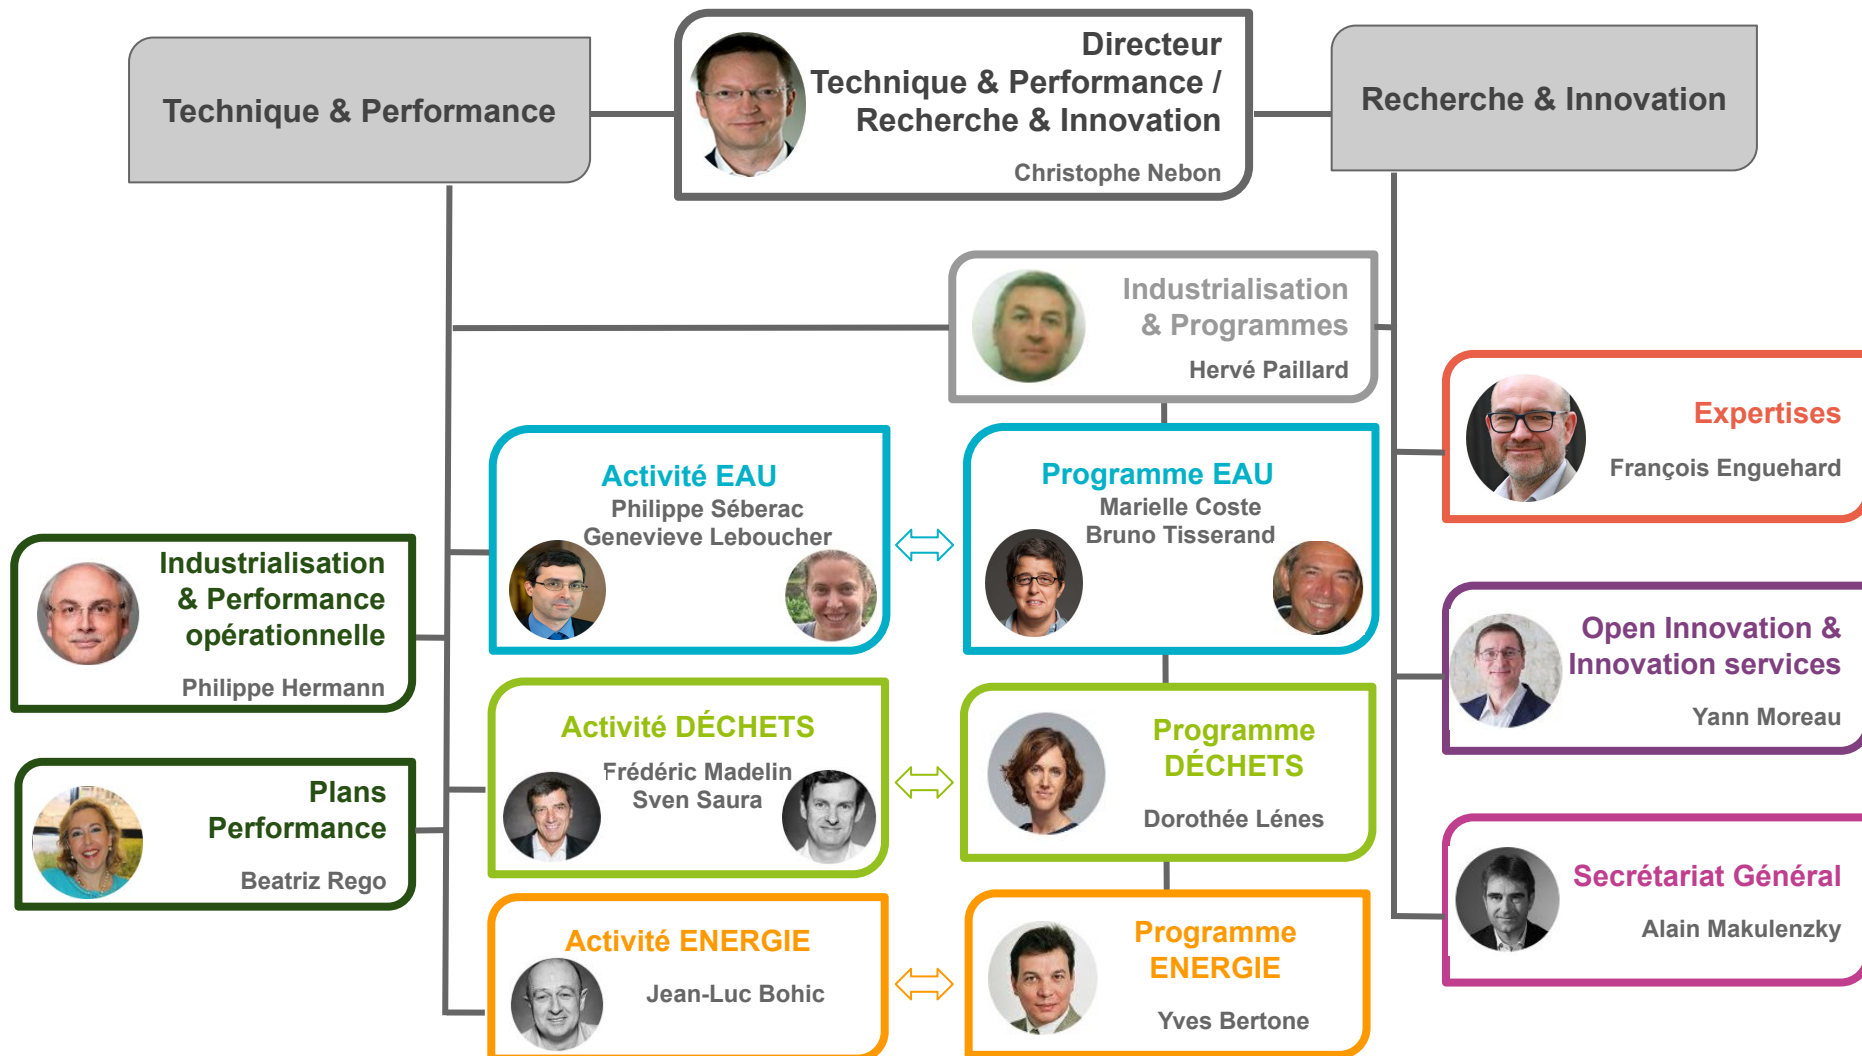 Technique & Performance
Directeur
Technique & Performance /
Recherche & Innovation
Christophe Nebon
Recherche & Innovation
Industrialisation
& Programmes
Hervé Paillard
Expertises
François Enguehard
Activité EAU
Philippe Séberac
Genevieve Leboucher
Programme EAU
Marielle Coste
Bruno Tisserand
Industrialisation
& Performance
opérationnelle
Philippe Hermann
Open Innovation &
Innovation services
Yann Moreau
Activité DÉCHETS
Frédéric Madelin
Sven Saura
Programme
DÉCHETS
Dorothée Lénes
Plans
Performance
Beatriz Rego
Secrétariat Général
Alain Makulenzky
Activité ENERGIE
Jean-Luc Bohic
Programme
ENERGIE
Yves Bertone